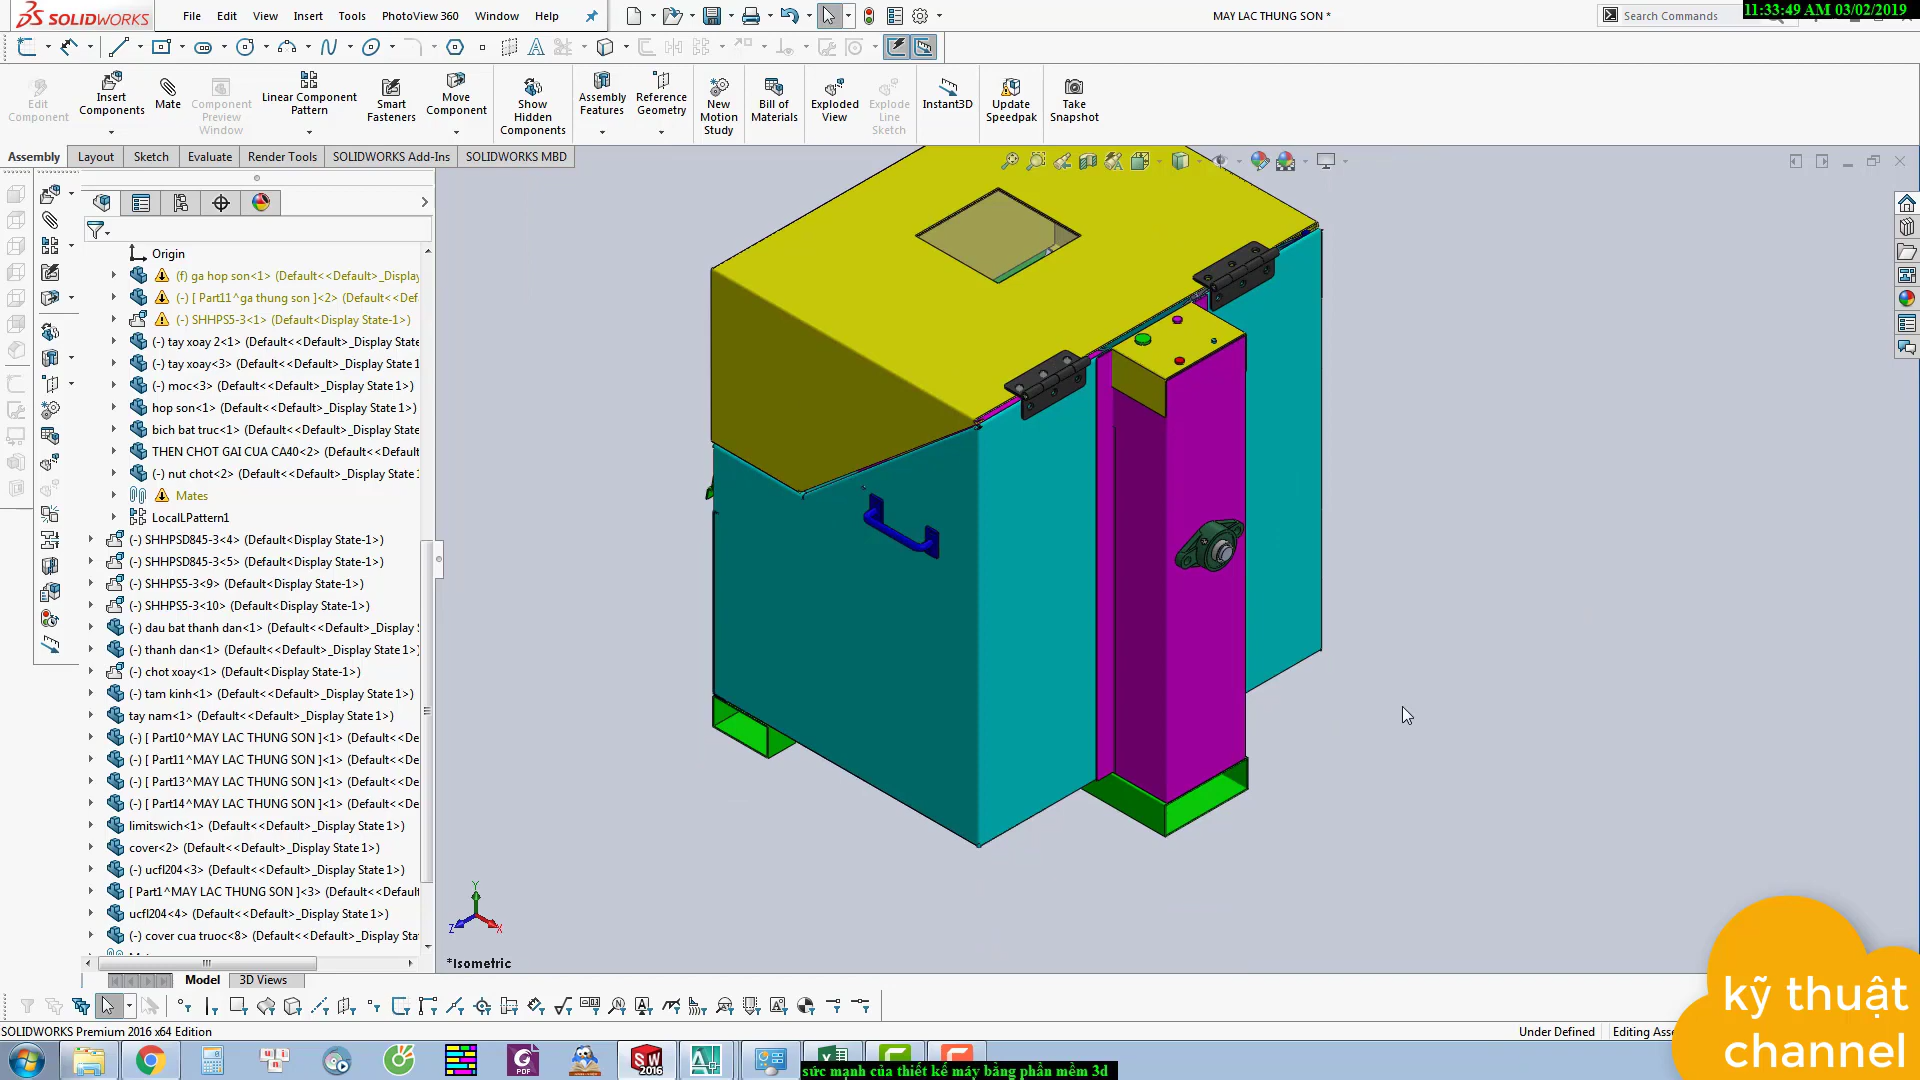 SOLIDWORKS
File Edit View Insert Tools PhotoView 360 Window Help
MAY LAC THUNG SON *
Search Commands
11:33:49 AM 03/02/2019
Edit Component
Insert Components
Mate
Component Preview Window
Linear Component Pattern
Smart Fasteners
Move Component
Show Hidden Components
Assembly Features
Reference Geometry
New Motion Study
Bill of Materials
Exploded View
Explode Line Sketch
Instant3D
Update Speedpak
Take Snapshot
Assembly Layout Sketch Evaluate Render Tools SOLIDWORKS Add-Ins SOLIDWORKS MBD
Origin
(f) ga hop son<1> (Default<<Default>_Display
(-) [ Part11^ga thung son ]<2> (Default<<Def
(-) SHHPS5-3<1> (Default<Display State-1>)
(-) tay xoay 2<1> (Default<<Default>_Display
(-) tay xoay<3> (Default<<Default>_Display State 1
(-) moc<3> (Default<<Default>_Display State 1>)
hop son<1> (Default<<Default>_Display State 1>)
bich bat truc<1> (Default<<Default>_Display State
THEN CHOT GAI CUA CA40<2> (Default<<Default
(-) nut chot<2> (Default<<Default>_Display State
Mates
LocalLPattern1
(-) SHHPSD845-3<4> (Default<Display State-1>)
(-) SHHPSD845-3<5> (Default<Display State-1>)
(-) SHHPS5-3<9> (Default<Display State-1>)
(-) SHHPS5-3<10> (Default<Display State-1>)
(-) dau bat thanh dan<1> (Default<<Default>_Display
(-) thanh dan<1> (Default<<Default>_Display State 1>
(-) chot xoay<1> (Default<Display State-1>)
(-) tam kinh<1> (Default<<Default>_Display State 1>)
tay nam<1> (Default<<Default>_Display State 1>)
(-) [ Part10^MAY LAC THUNG SON ]<1> (Default<<De
(-) [ Part11^MAY LAC THUNG SON ]<1> (Default<<De
(-) [ Part13^MAY LAC THUNG SON ]<1> (Default<<De
(-) [ Part14^MAY LAC THUNG SON ]<1> (Default<<De
limitswich<1> (Default<<Default>_Display State 1>)
cover<2> (Default<<Default>_Display State 1>)
(-) ucfl204<3> (Default<<Default>_Display State 1>)
[ Part1^MAY LAC THUNG SON ]<3> (Default<<Default
ucfl204<4> (Default<<Default>_Display State 1>)
(-) cover cua truoc<8> (Default<<Default>_Display Sta
Y
Z
X
*Isometric
Model 3D Views
SOLIDWORKS Premium 2016 x64 Edition
Under Defined
Editing Asse
kỹ thuật
channel
PDF
SW
2016
sức mạnh của thiết kế máy bằng phần mềm 3d